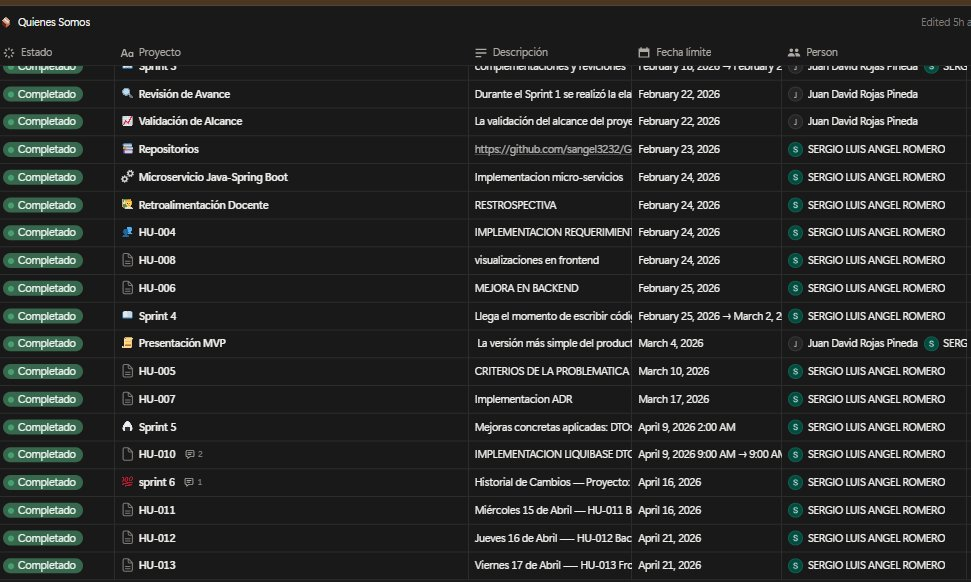 Quienes Somos Edited 5h a
Estado Aa Proyecto Descripción Fecha límite Person
Completado Sprint 3 complementaciones y reviciones February 18, 2026 → February 2 J Juan David Rojas Pineda S SERG
Completado Revisión de Avance Durante el Sprint 1 se realizó la ela February 22, 2026 J Juan David Rojas Pineda
Completado Validación de Alcance La validación del alcance del proye February 22, 2026 J Juan David Rojas Pineda
Completado Repositorios https://github.com/sangel3232/G February 23, 2026 S SERGIO LUIS ANGEL ROMERO
Completado Microservicio Java-Spring Boot Implementacion micro-servicios February 24, 2026 S SERGIO LUIS ANGEL ROMERO
Completado Retroalimentación Docente RESTROSPECTIVA February 24, 2026 S SERGIO LUIS ANGEL ROMERO
Completado HU-004 IMPLEMENTACION REQUERIMIENT February 24, 2026 S SERGIO LUIS ANGEL ROMERO
Completado HU-008 visualizaciones en frontend February 24, 2026 S SERGIO LUIS ANGEL ROMERO
Completado HU-006 MEJORA EN BACKEND February 25, 2026 S SERGIO LUIS ANGEL ROMERO
Completado Sprint 4 Llega el momento de escribir códig February 25, 2026 → March 2, 2 S SERGIO LUIS ANGEL ROMERO
Completado Presentación MVP La versión más simple del product March 4, 2026 J Juan David Rojas Pineda S SERG
Completado HU-005 CRITERIOS DE LA PROBLEMATICA March 10, 2026 S SERGIO LUIS ANGEL ROMERO
Completado HU-007 Implementacion ADR March 17, 2026 S SERGIO LUIS ANGEL ROMERO
Completado Sprint 5 Mejoras concretas aplicadas: DTOs April 9, 2026 2:00 AM S SERGIO LUIS ANGEL ROMERO
Completado HU-010 2 IMPLEMENTACION LIQUIBASE DTO April 9, 2026 9:00 AM → 9:00 AM S SERGIO LUIS ANGEL ROMERO
Completado sprint 6 1 Historial de Cambios — Proyecto: April 16, 2026 S SERGIO LUIS ANGEL ROMERO
Completado HU-011 Miércoles 15 de Abril — HU-011 B April 16, 2026 S SERGIO LUIS ANGEL ROMERO
Completado HU-012 Jueves 16 de Abril — HU-012 Bac April 21, 2026 S SERGIO LUIS ANGEL ROMERO
Completado HU-013 Viernes 17 de Abril — HU-013 Fro April 21, 2026 S SERGIO LUIS ANGEL ROMERO